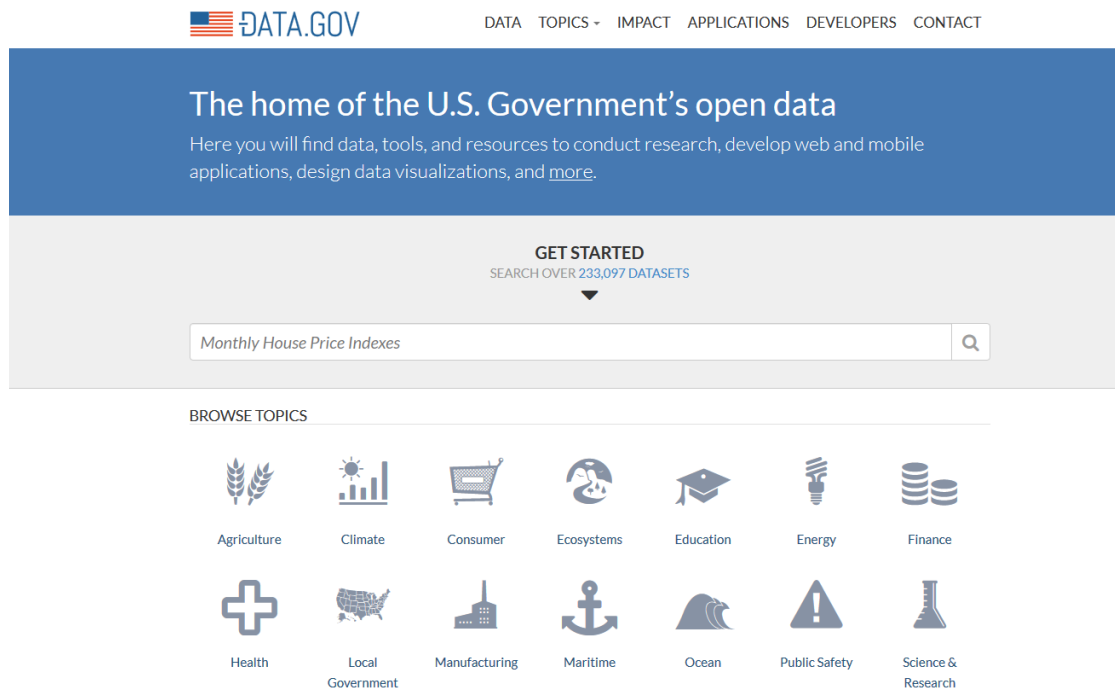 DATA.GOV
DATA TOPICS IMPACT APPLICATIONS DEVELOPERS CONTACT
The home of the U.S. Government's open data
Here you will find data, tools, and resources to conduct research, develop web and mobile
applications, design data visualizations, and more.
GET STARTED
SEARCH OVER 233,097 DATASETS
Monthly House Price Indexes
BROWSE TOPICS
Agriculture Climate Consumer Ecosystems Education Energy Finance
Health Local Manufacturing Maritime Ocean Public Safety Science &
Government Research